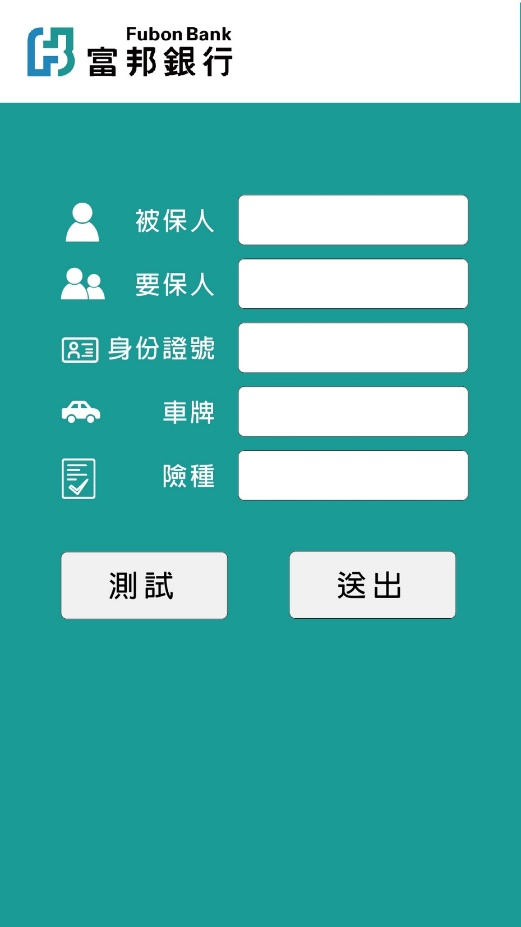 Fubon Bank
富邦銀行
被保人
要保人
身份證號
車牌
險種
測試 送出